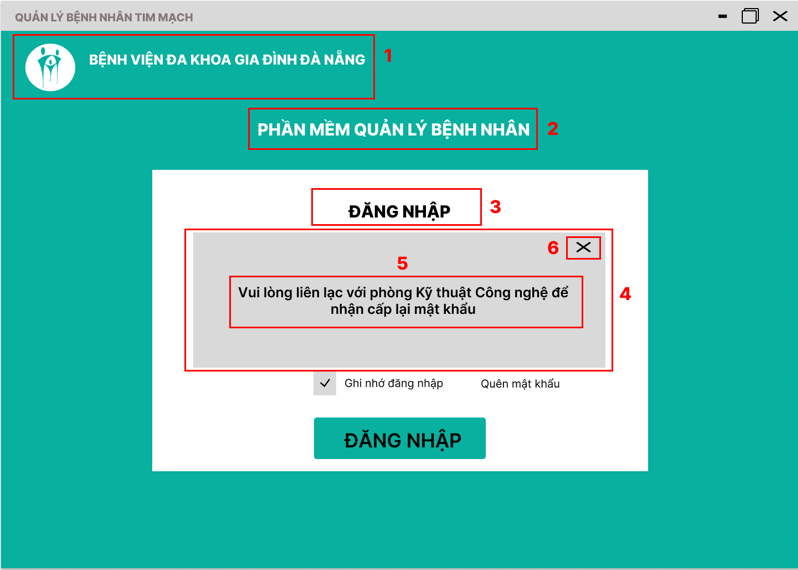 QUẢN LÝ BỆNH NHÂN TIM MẠCH
BỆNH VIỆN ĐA KHOA GIA ĐÌNH ĐÀ NẴNG
1
PHẦN MỀM QUẢN LÝ BỆNH NHÂN
2
ĐĂNG NHẬP
3
6
5
Vui lòng liên lạc với phòng Kỹ thuật Công nghệ để
nhận cấp lại mật khẩu
4
Ghi nhớ đăng nhập
Quên mật khẩu
ĐĂNG NHẬP